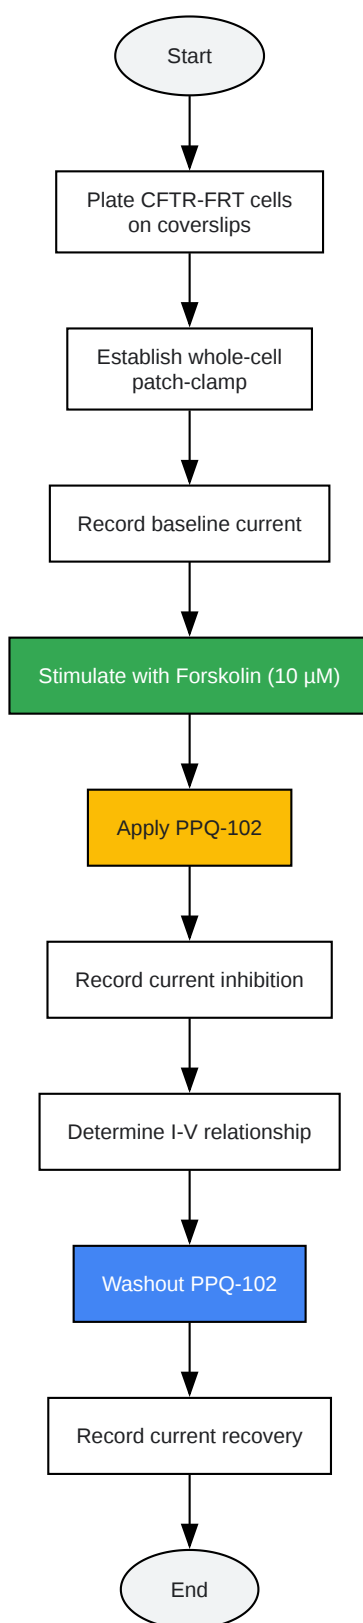 Start
Plate CFTR-FRT cells
on coverslips
Establish whole-cell
patch-clamp
Record baseline current
Stimulate with Forskolin (10 µM)
Apply PPQ-102
Record current inhibition
Determine I-V relationship
Washout PPQ-102
Record current recovery
End